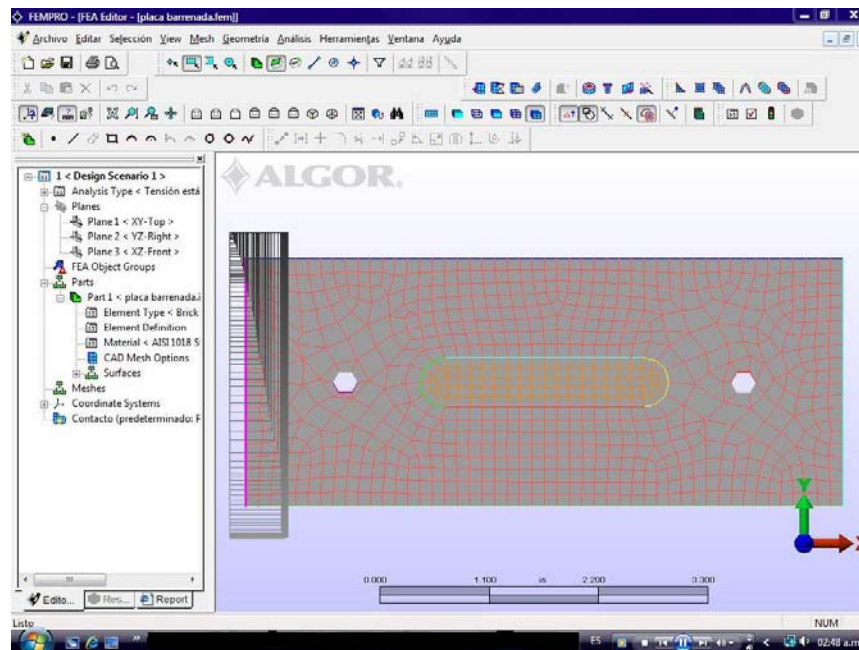 FEMPRO - [FEA Editor - [placa barrenada.fem]]
Archivo Editar Selección View Mesh Geometría Análisis Herramientas Ventana Ayuda
ALGOR
1 < Design Scenario 1 >
Analysis Type < Tensión está
Planes
Plane 1 < XY-Top >
Plane 2 < YZ-Right >
Plane 3 < XZ-Front >
FEA Object Groups
Parts
Part 1 < placa barrenada.i
Element Type < Brick
Element Definition
Material < AISI 1018 S
CAD Mesh Options
Surfaces
Meshes
Coordinate Systems
Contacto (predeterminado: F
Y
X
0.000 1.100 in 2.200 3.300
Edito... Res... Report
Listo NUM
ES 02:48 a.m.